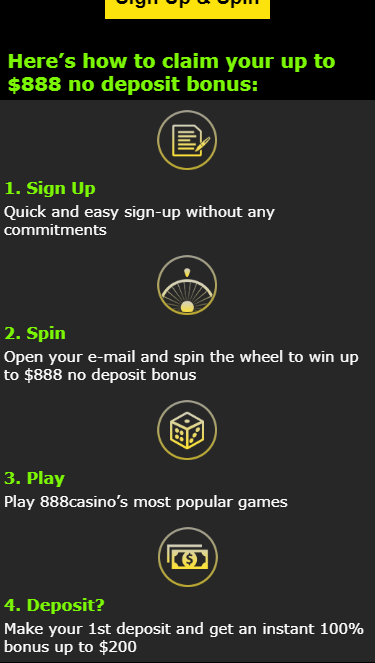 Sign Up & Spin
Here’s how to claim your up to
$888 no deposit bonus:
1. Sign Up
Quick and easy sign-up without any
commitments
2. Spin
Open your e-mail and spin the wheel to win up
to $888 no deposit bonus
3. Play
Play 888casino’s most popular games
4. Deposit?
Make your 1st deposit and get an instant 100%
bonus up to $200